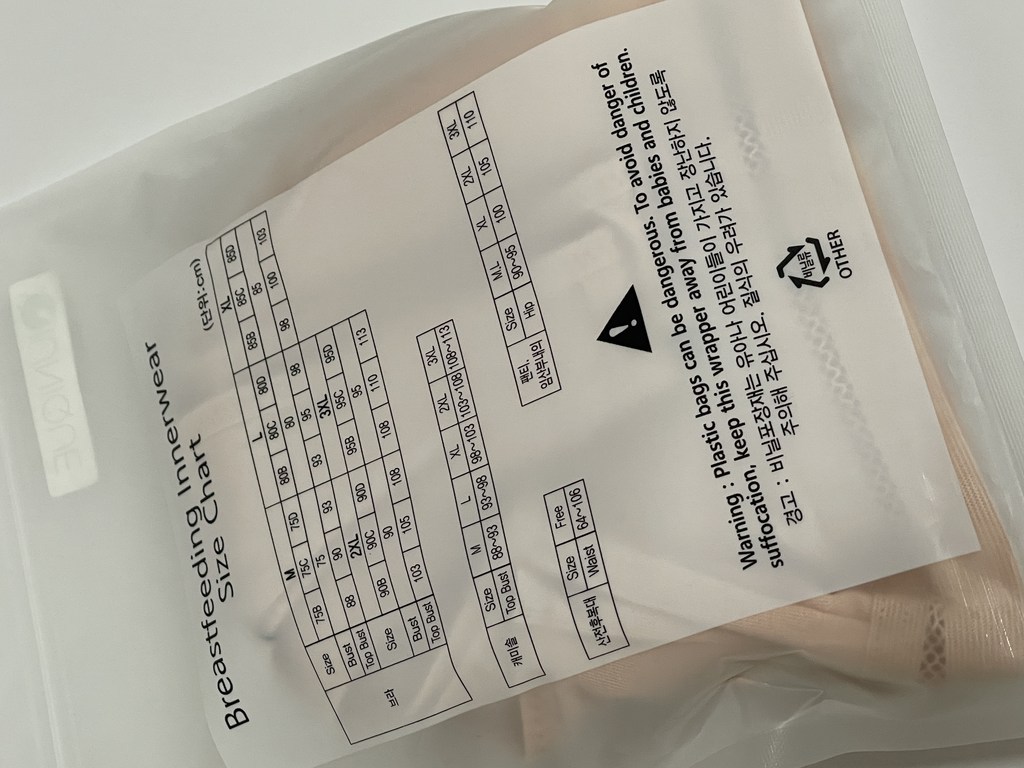 Breastfeeding Innerwear
Size Chart
(단위:cm)
브라
M L XL
Size 75B 75C 75D 80B 80C 80D 85B 85C 85D
Bust 75 80 85
Top Bust 88 90 93 93 95 98 98 100 103
2XL 3XL
Size 90B 90C 90D 95B 95C 95D
Bust 90 95
Top Bust 103 105 108 108 110 113
캐미솔 Size M L XL 2XL 3XL
Top Bust 88~93 93~98 98~103 103~108 108~113
산전후복대 Size Free
Waist 64~106
팬티, 임산부내의 Size M/L XL 2XL 3XL
Hip 90~95 100 105 110
Warning : Plastic bags can be dangerous. To avoid danger of
suffocation, keep this wrapper away from babies and children.
경고 : 비닐포장재는 유아나 어린이들이 가지고 장난하지 않도록
주의해 주십시오. 질식의 우려가 있습니다.
비닐류
OTHER